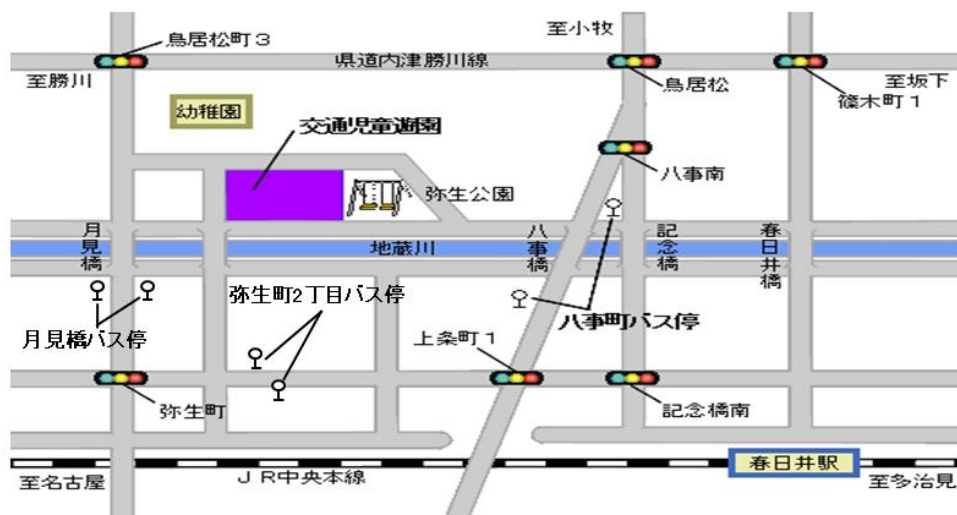 鳥居松町3
至小牧
県道内津勝川線
至勝川
鳥居松
至坂下
篠木町1
幼稚園
交通児童遊園
八事南
弥生公園
月見橋
地蔵川
八事橋
記念橋
春日井橋
弥生町2丁目バス停
月見橋バス停
八事町バス停
上条町1
弥生町
記念橋南
春日井駅
至名古屋
JR中央本線
至多治見